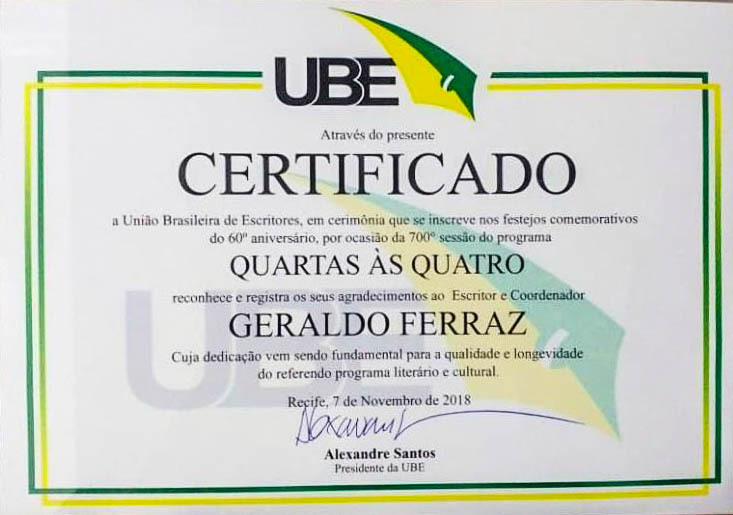 UBE
Através do presente
CERTIFICADO
a União Brasileira de Escritores, em cerimônia que se inscreve nos festejos comemorativos
do 60º aniversário, por ocasião da 700º sessão do programa
QUARTAS ÀS QUATRO
reconhece e registra os seus agradecimentos ao Escritor e Coordenador
GERALDO FERRAZ
Cuja dedicação vem sendo fundamental para a qualidade e longevidade
do referendo programa literário e cultural.
Recife, 7 de Novembro de 2018
Alexandre Santos
Presidente da UBE
UBE